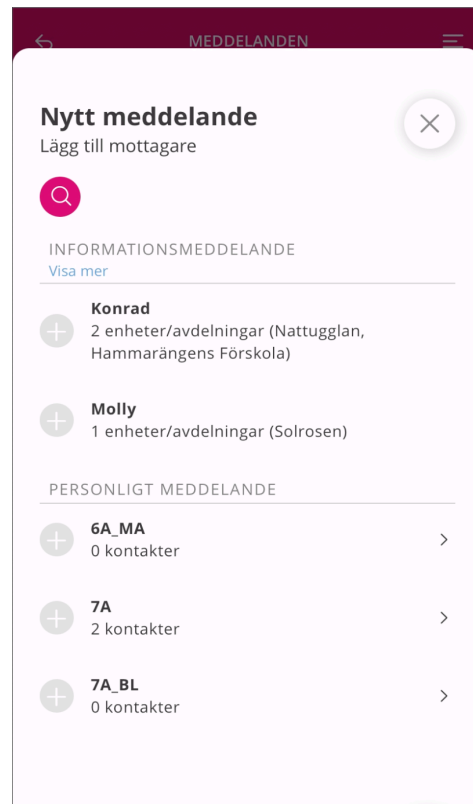 MEDDELANDEN
Nytt meddelande
Lägg till mottagare
INFORMATIONSMEDDELANDE
Visa mer
Konrad
2 enheter/avdelningar (Nattugglan,
Hammarängens Förskola)
Molly
1 enheter/avdelningar (Solrosen)
PERSONLIGT MEDDELANDE
6A_MA
0 kontakter
7A
2 kontakter
7A_BL
0 kontakter